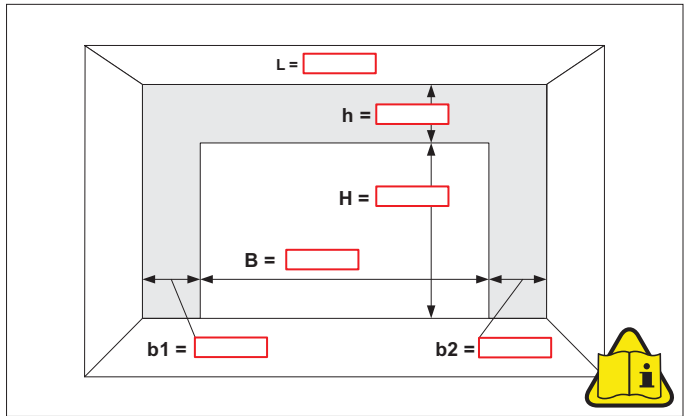 L =
h =
H =
B =
b1 =
b2 =
i